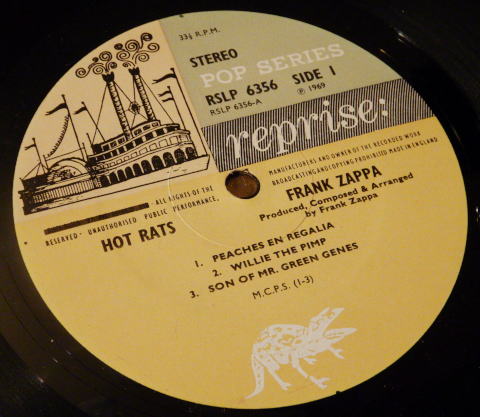 33⅓ R.P.M.
STEREO
POP SERIES
RSLP 6356 SIDE 1
RSLP 6356-A ℗ 1969
reprise:
MANUFACTURERS AND OWNER OF THE RECORDED WORK
BROADCASTING AND COPYING PROHIBITED MADE IN ENGLAND
ALL RIGHTS OF THE
RESERVED · UNAUTHORISED PUBLIC PERFORMANCE,
HOT RATS
FRANK ZAPPA
Produced, Composed & Arranged
by Frank Zappa
1. PEACHES EN REGALIA
2. WILLIE THE PIMP
3. SON OF MR. GREEN GENES
M.C.P.S. (1-3)